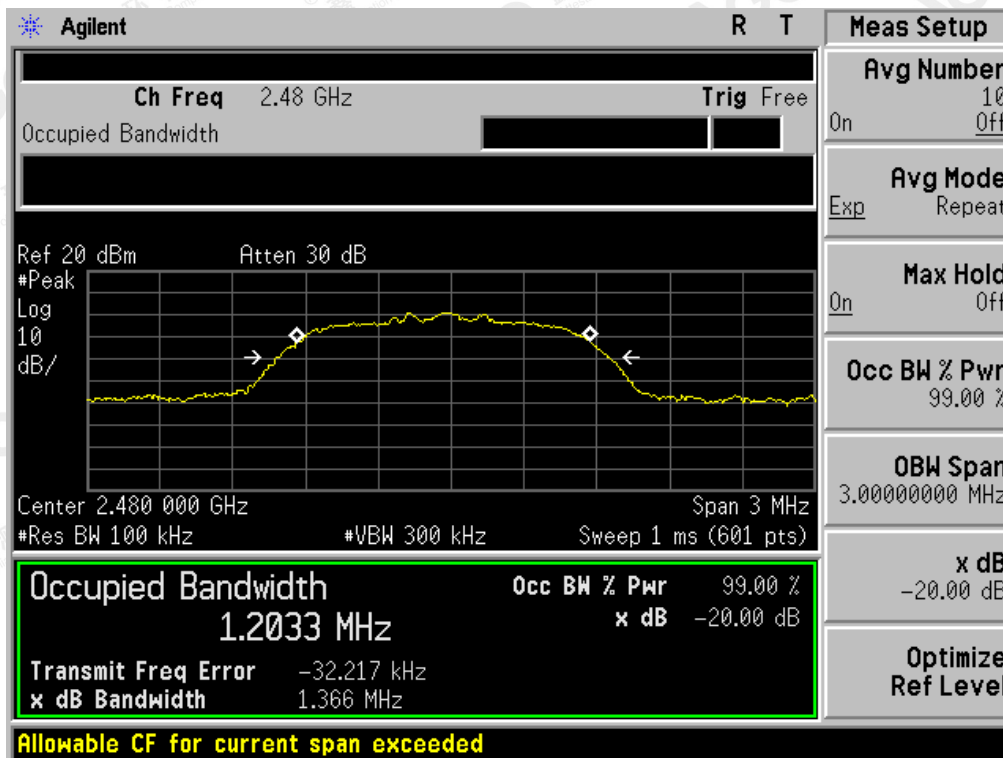 Agilent R T
Ch Freq 2.48 GHz Trig Free
Occupied Bandwidth
Ref 20 dBm Atten 30 dB
#Peak
Log
10
dB/
Center 2.480 000 GHz Span 3 MHz
#Res BW 100 kHz #VBW 300 kHz Sweep 1 ms (601 pts)
Occupied Bandwidth
1.2033 MHz
Occ BW % Pwr 99.00 %
x dB -20.00 dB
Transmit Freq Error -32.217 kHz
x dB Bandwidth 1.366 MHz
Allowable CF for current span exceeded
Meas Setup
Avg Number
10
On Off
Avg Mode
Exp Repeat
Max Hold
On Off
Occ BW % Pwr
99.00 %
OBW Span
3.00000000 MHz
x dB
-20.00 dB
Optimize
Ref Level